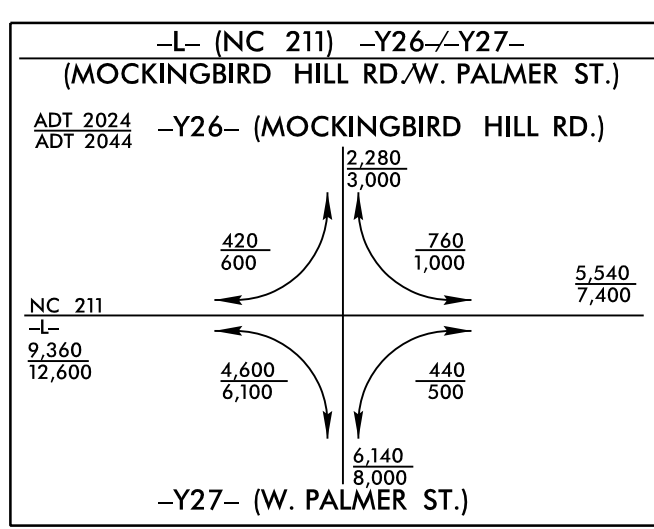 –L– (NC 211) –Y26–/–Y27–
(MOCKINGBIRD HILL RD./W. PALMER ST.)
ADT 2024
ADT 2044
–Y26– (MOCKINGBIRD HILL RD.)
2,280
3,000
420
600
760
1,000
5,540
7,400
NC 211
–L–
9,360
12,600
4,600
6,100
440
500
6,140
8,000
–Y27– (W. PALMER ST.)